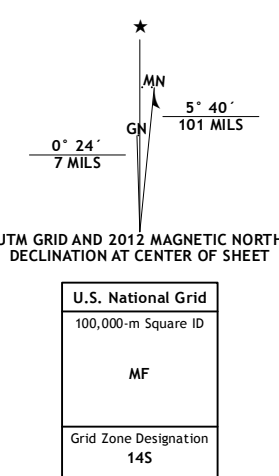 ★
MN
GN
5° 40´
101 MILS
0° 24´
7 MILS
UTM GRID AND 2012 MAGNETIC NORTH
DECLINATION AT CENTER OF SHEET
U.S. National Grid
100,000-m Square ID
MF
Grid Zone Designation
14S